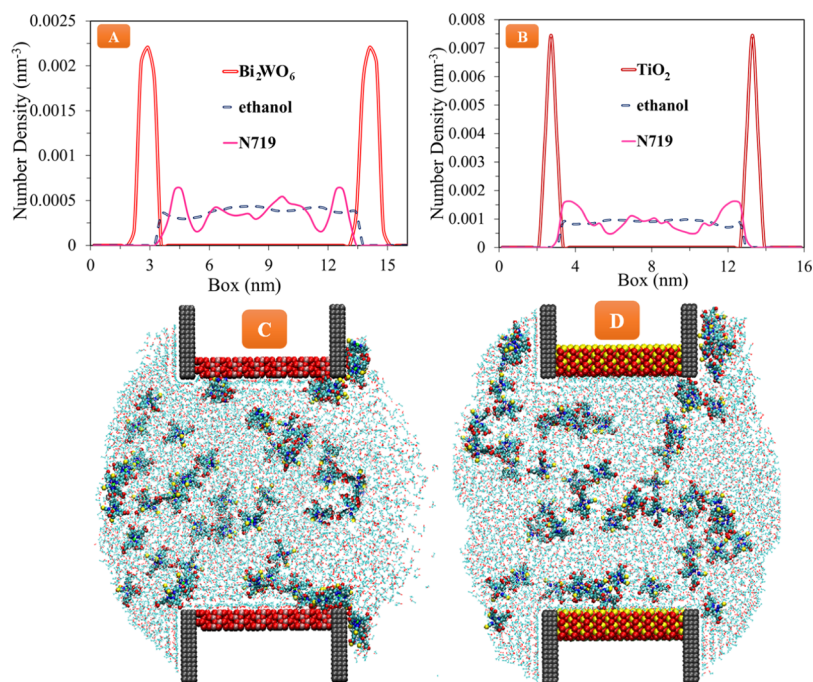 A
0.0025
0.002
0.0015
0.001
0.0005
0
Number Density (nm-3)
Bi2WO6
ethanol
N719
0 3 6 9 12 15
Box (nm)
B
0.008
0.007
0.006
0.005
0.004
0.003
0.002
0.001
0
Number Density (nm-3)
TiO2
ethanol
N719
0 4 8 12 16
Box (nm)
C
D